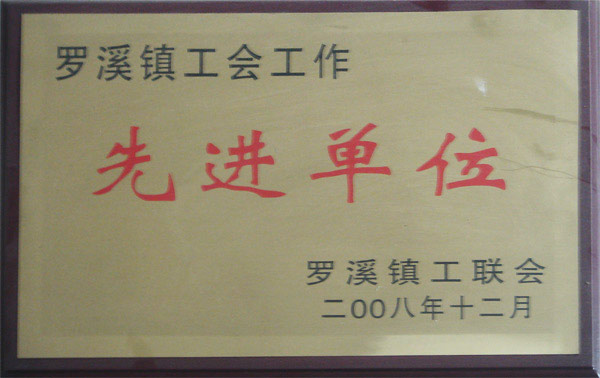 罗溪镇工会工作
先进单位
罗溪镇工联会
二00八年十二月